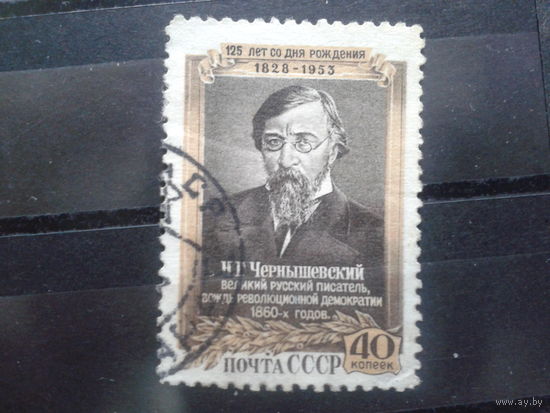 125 ЛЕТ СО ДНЯ РОЖДЕНИЯ
1828-1953
Н.Г. Чернышевский
ВЕЛИКИЙ РУССКИЙ ПИСАТЕЛЬ,
ВОЖДЬ РЕВОЛЮЦИОННОЙ ДЕМОКРАТИИ
1860-х ГОДОВ.
ПОЧТА СССР
40
КОПЕЕК
www.ay.by